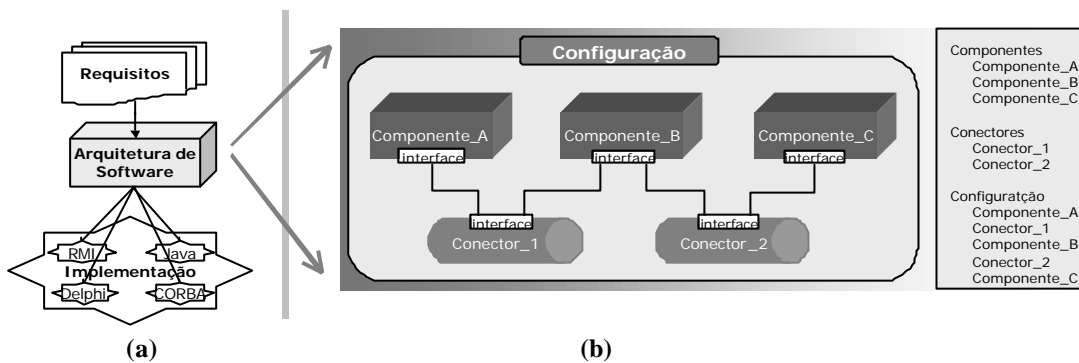 Requisitos
Arquitetura de
Software
RMI
Java
Implementação
Delphi
CORBA
(a)
Configuração
Componente_A
interface
Componente_B
interface
Componente_C
interface
interface
Conector_1
interface
Conector_2
(b)
Componentes
Componente_A
Componente_B
Componente_C
Conectores
Conector_1
Conector_2
Configuratção
Componente_A
Conector_1
Componente_B
Conector_2
Componente_C